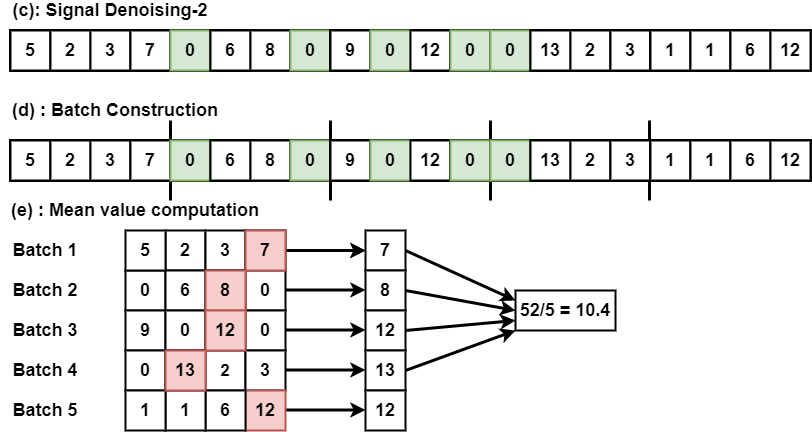 (c): Signal Denoising-2
5 2 3 7 0 6 8 0 9 0 12 0 0 13 2 3 1 1 6 12
(d) : Batch Construction
5 2 3 7 0 6 8 0 9 0 12 0 0 13 2 3 1 1 6 12
(e) : Mean value computation
Batch 1 5 2 3 7 7
Batch 2 0 6 8 0 8
52/5 = 10.4
Batch 3 9 0 12 0 12
Batch 4 0 13 2 3 13
Batch 5 1 1 6 12 12